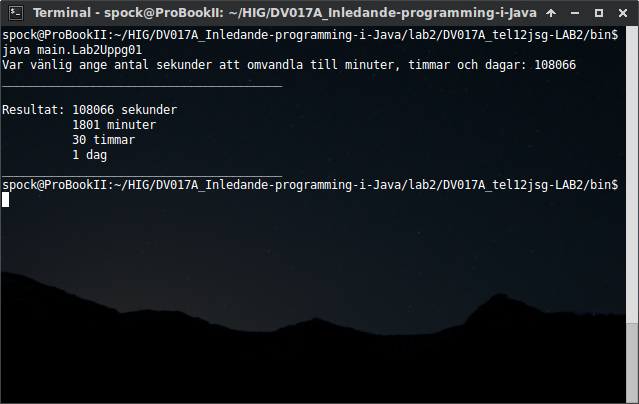 Terminal - spock@ProBookII: ~/HIG/DV017A_Inledande-programming-i-Java
spock@ProBookII:~/HIG/DV017A_Inledande-programming-i-Java/lab2/DV017A_tel12jsg-LAB2/bin$
java main.Lab2Uppg01
Var vänlig ange antal sekunder att omvandla till minuter, timmar och dagar: 108066
________________________________________
Resultat: 108066 sekunder
1801 minuter
30 timmar
1 dag
________________________________________
spock@ProBookII:~/HIG/DV017A_Inledande-programming-i-Java/lab2/DV017A_tel12jsg-LAB2/bin$